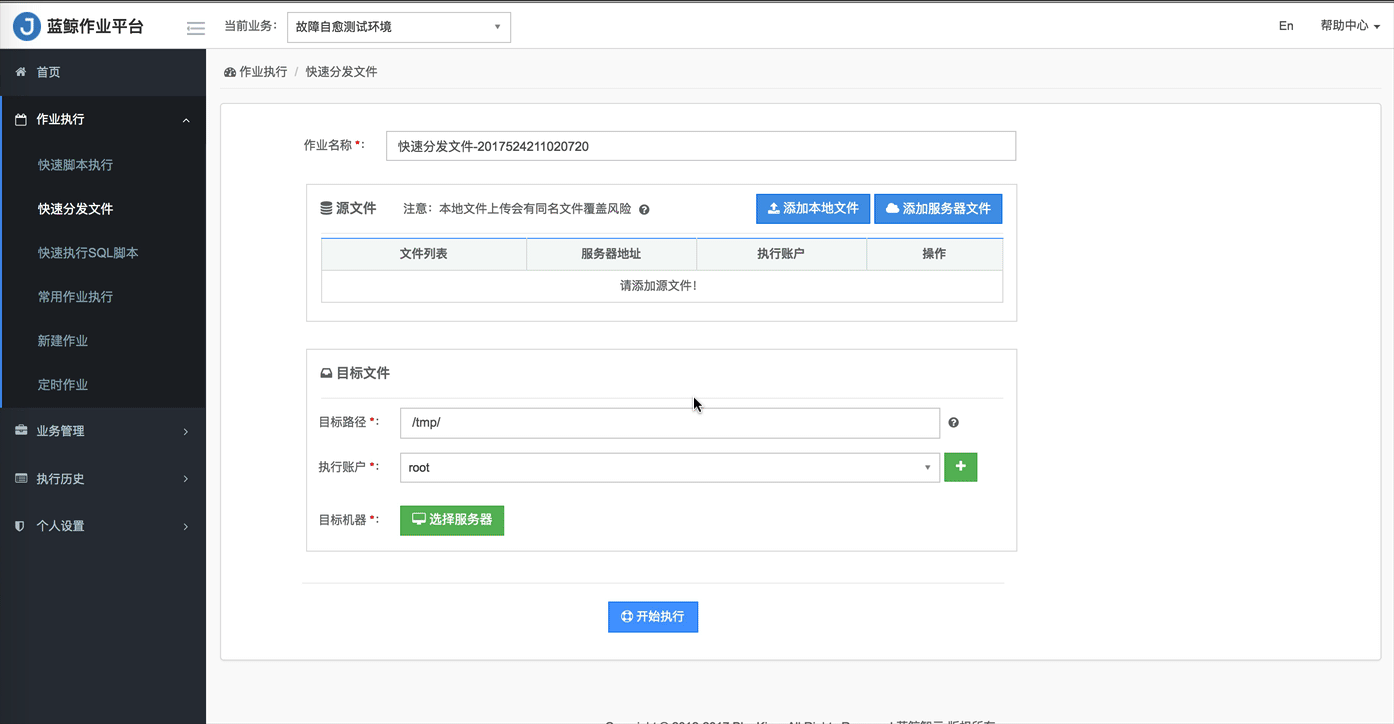 蓝鲸作业平台 当前业务： 故障自愈测试环境 En 帮助中心
首页
作业执行 / 快速分发文件
作业执行
快速脚本执行
快速分发文件
快速执行SQL脚本
常用作业执行
新建作业
定时作业
业务管理
执行历史
个人设置
作业名称 *： 快速分发文件-2017524211020720
源文件 注意：本地文件上传会有同名文件覆盖风险 添加本地文件 添加服务器文件
文件列表 服务器地址 执行账户 操作
请添加源文件！
目标文件
目标路径 *： /tmp/
执行账户 *： root
目标机器 *： 选择服务器
开始执行